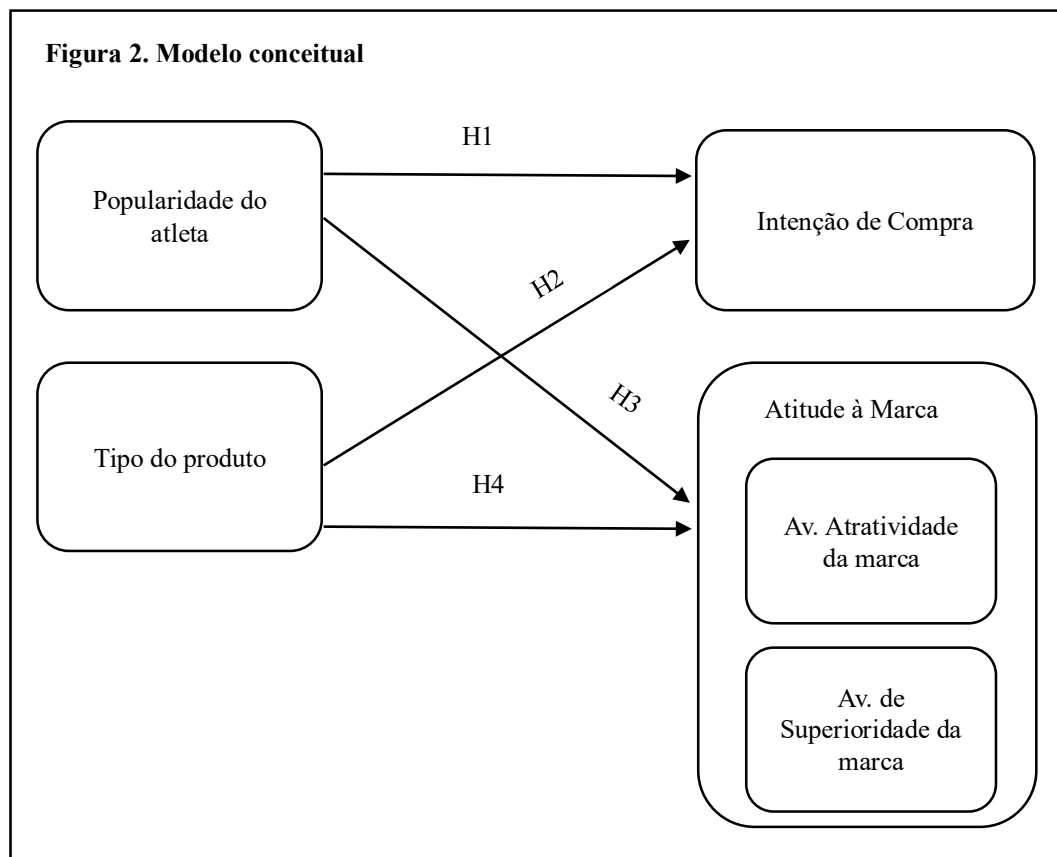 Figura 2. Modelo conceitual
H1
Popularidade do
atleta
Intenção de Compra
H2
H3
Tipo do produto
H4
Atitude à Marca
Av. Atratividade
da marca
Av. de
Superioridade da
marca